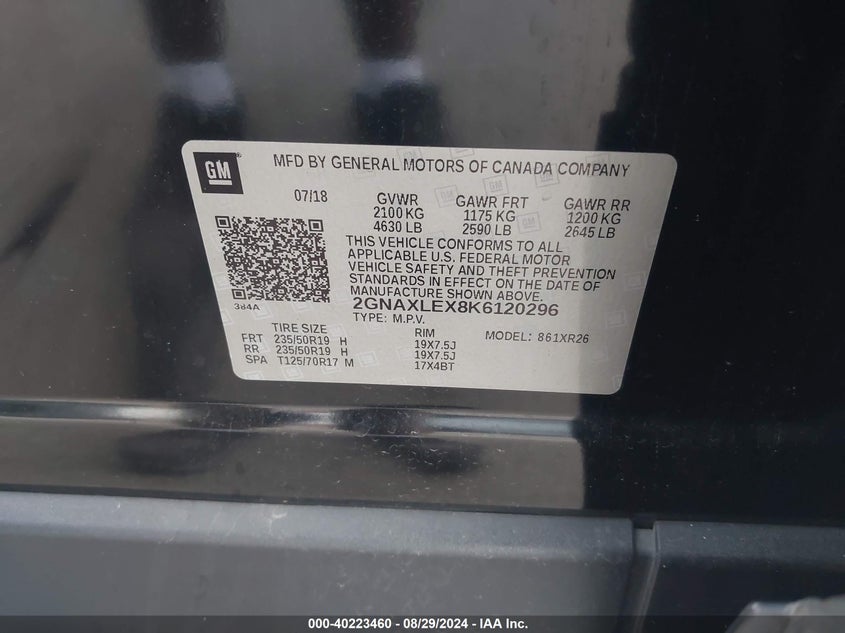 GM
MFD BY GENERAL MOTORS OF CANADA COMPANY
07/18 GVWR GAWR FRT GAWR RR
2100 KG 1175 KG 1200 KG
4630 LB 2590 LB 2645 LB
THIS VEHICLE CONFORMS TO ALL
APPLICABLE U.S. FEDERAL MOTOR
VEHICLE SAFETY AND THEFT PREVENTION
STANDARDS IN EFFECT ON THE DATE OF
MANUFACTURE SHOWN ABOVE.
384A
2GNAXLEX8K6120296
TYPE: M.P.V. MODEL: 861XR26
TIRE SIZE RIM
FRT 235/50R19 H 19X7.5J
RR 235/50R19 H 19X7.5J
SPA T125/70R17 M 17X4BT
000-40223460 - 08/29/2024 - IAA Inc.